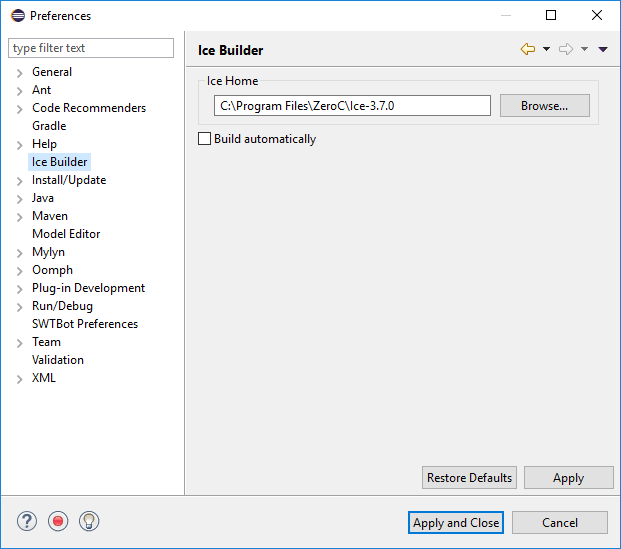 Preferences
type filter text
General
Ant
Code Recommenders
Gradle
Help
Ice Builder
Install/Update
Java
Maven
Model Editor
Mylyn
Oomph
Plug-in Development
Run/Debug
SWTBot Preferences
Team
Validation
XML
Ice Builder
Ice Home
C:\Program Files\ZeroC\Ice-3.7.0
Browse...
Build automatically
Restore Defaults
Apply
?
Apply and Close
Cancel